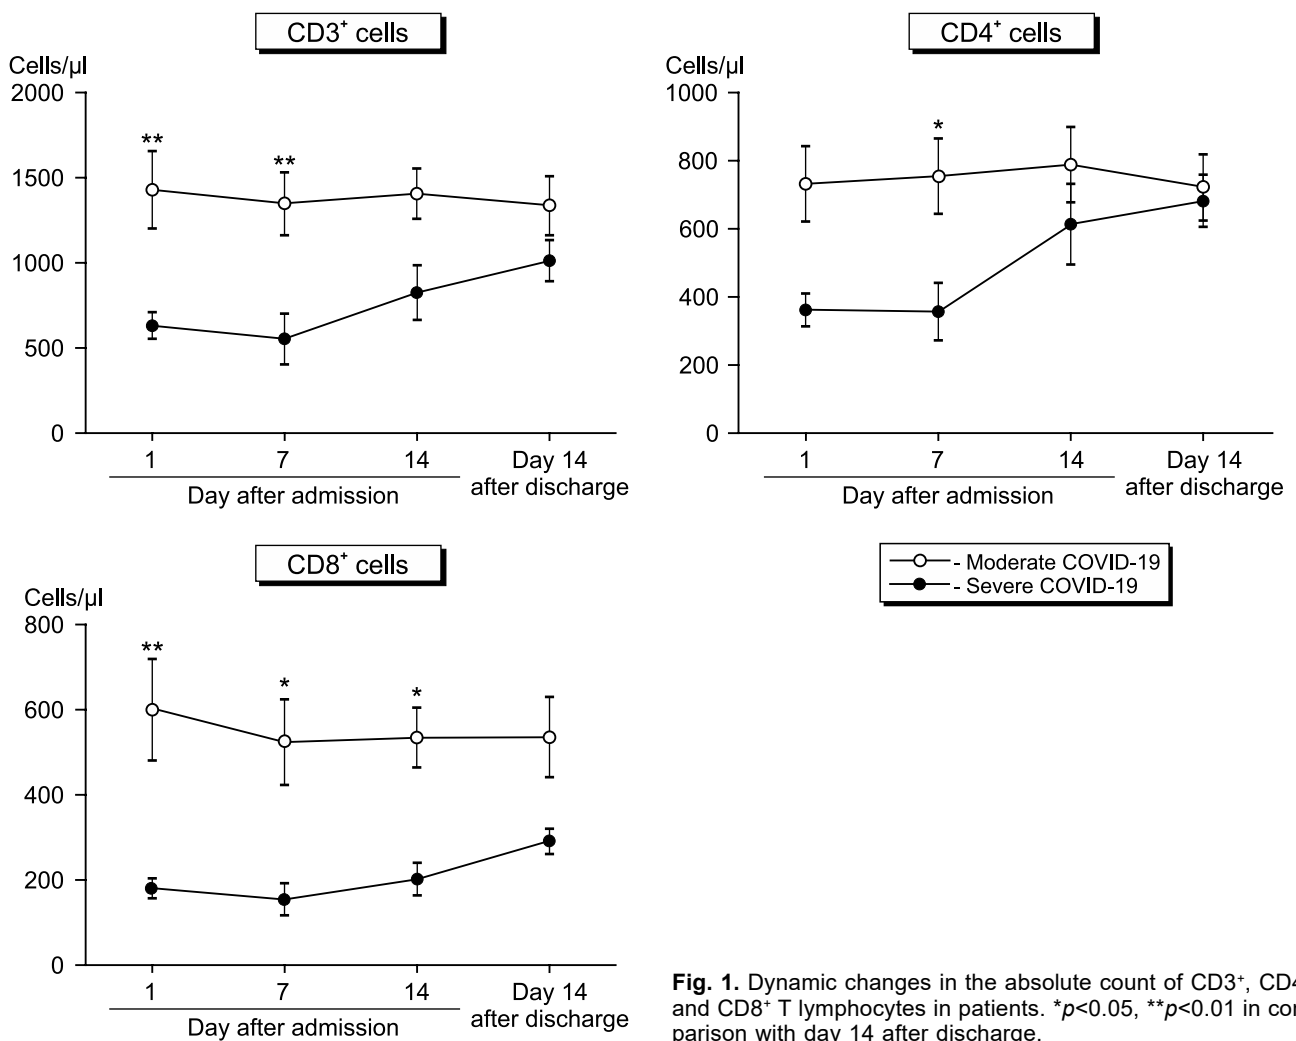 CD3⁺ cells
Cells/µl
2000
1500
1000
500
0
** **
1 7 14 Day 14
after discharge
Day after admission
CD4⁺ cells
Cells/µl
1000
800
600
400
200
0
*
1 7 14 Day 14
after discharge
Day after admission
CD8⁺ cells
Cells/µl
800
600
400
200
0
** * *
1 7 14 Day 14
after discharge
Day after admission
- Moderate COVID-19
- Severe COVID-19
Fig. 1. Dynamic changes in the absolute count of CD3⁺, CD4
and CD8⁺ T lymphocytes in patients. *p<0.05, **p<0.01 in com
parison with day 14 after discharge.